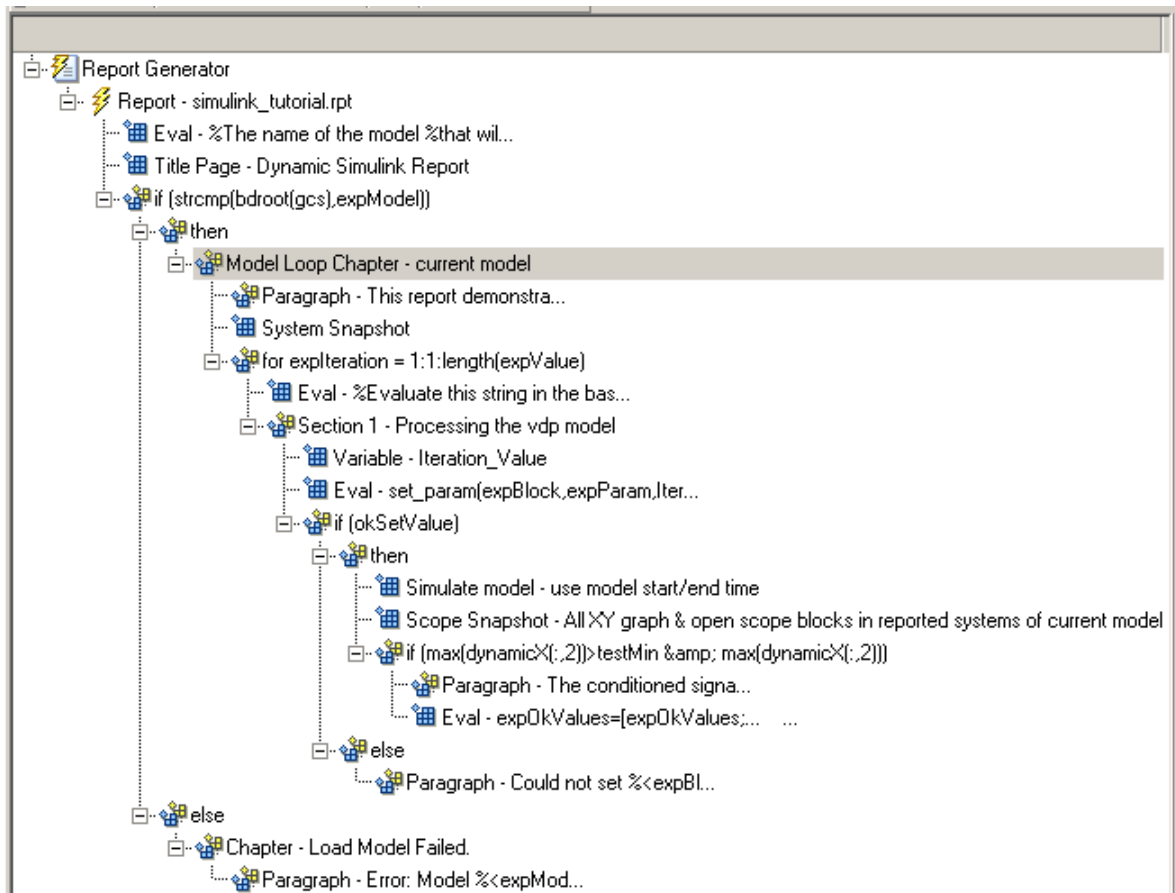 Report Generator
Report - simulink_tutorial.rpt
Eval - %The name of the model %that wil...
Title Page - Dynamic Simulink Report
if (strcmp(bdroot(gcs),expModel))
then
Model Loop Chapter - current model
Paragraph - This report demonstra...
System Snapshot
for expIteration = 1:1:length(expValue)
Eval - %Evaluate this string in the bas...
Section 1 - Processing the vdp model
Variable - Iteration_Value
Eval - set_param(expBlock,expParam,Iter...
if (okSetValue)
then
Simulate model - use model start/end time
Scope Snapshot - All XY graph & open scope blocks in reported systems of current model
if (max(dynamicX(:,2))>testMin &amp; max(dynamicX(:,2)))
Paragraph - The conditioned signa...
Eval - expOkValues=[expOkValues;... ...
else
Paragraph - Could not set %<expBl...
else
Chapter - Load Model Failed.
Paragraph - Error: Model %<expMod...